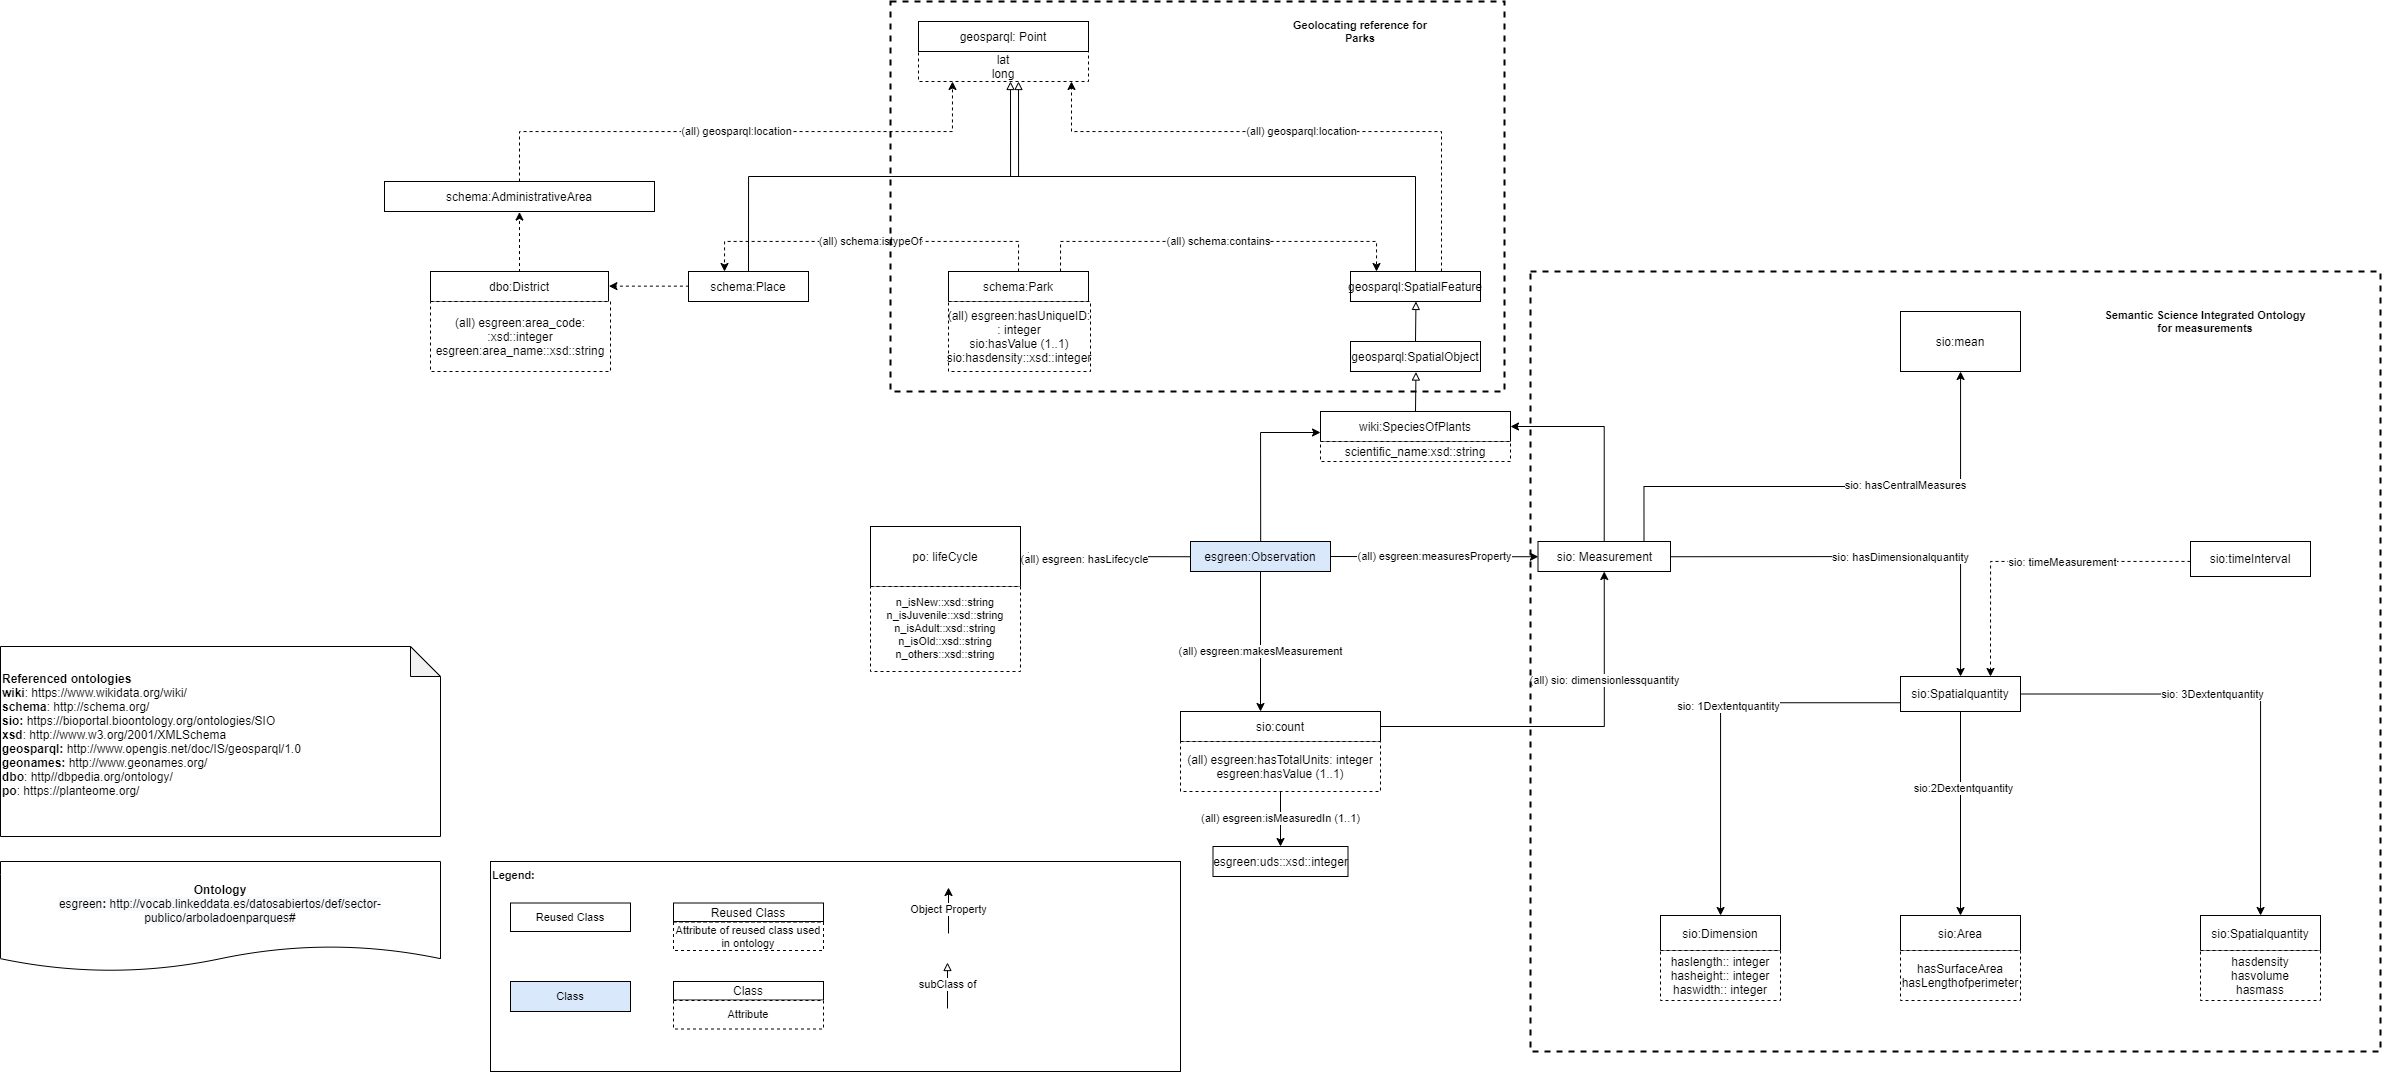 Geolocating reference for
Parks
geosparql: Point
lat
long
(all) geosparql:location
(all) geosparql:location
schema:AdministrativeArea
(all) schema:istypeOf
(all) schema:contains
dbo:District
(all) esgreen:area_code:
:xsd::integer
esgreen:area_name::xsd::string
schema:Place
schema:Park
(all) esgreen:hasUniqueID:
: integer
sio:hasValue (1..1)
sio:hasdensity::xsd::integer
geosparql:SpatialFeature
geosparql:SpatialObject
Semantic Science Integrated Ontology
for measurements
sio:mean
wiki:SpeciesOfPlants
scientific_name:xsd::string
sio: hasCentralMeasures
po: lifeCycle
n_isNew::xsd::string
n_isJuvenile::xsd::string
n_isAdult::xsd::string
n_isOld::xsd::string
n_others::xsd::string
(all) esgreen: hasLifecycle
esgreen:Observation
(all) esgreen:measuresProperty
sio: Measurement
sio: hasDimensionalquantity
sio: timeMeasurement
sio:timeInterval
(all) esgreen:makesMeasurement
(all) sio: dimensionlessquantity
sio:Spatialquantity
sio: 1Dextentquantity
sio: 3Dextentquantity
sio:2Dextentquantity
sio:count
(all) esgreen:hasTotalUnits: integer
esgreen:hasValue (1..1)
(all) esgreen:isMeasuredIn (1..1)
esgreen:uds::xsd::integer
sio:Dimension
haslength:: integer
hasheight:: integer
haswidth:: integer
sio:Area
hasSurfaceArea
hasLengthofperimeter
sio:Spatialquantity
hasdensity
hasvolume
hasmass
Referenced ontologies
wiki: https://www.wikidata.org/wiki/
schema: http://schema.org/
sio: https://bioportal.bioontology.org/ontologies/SIO
xsd: http://www.w3.org/2001/XMLSchema
geosparql: http://www.opengis.net/doc/IS/geosparql/1.0
geonames: http://www.geonames.org/
dbo: http//dbpedia.org/ontology/
po: https://planteome.org/
Ontology
esgreen: http://vocab.linkeddata.es/datosabiertos/def/sector-
publico/arboladoenparques#
Legend:
Reused Class
Reused Class
Attribute of reused class used
in ontology
Object Property
Class
Class
Attribute
subClass of